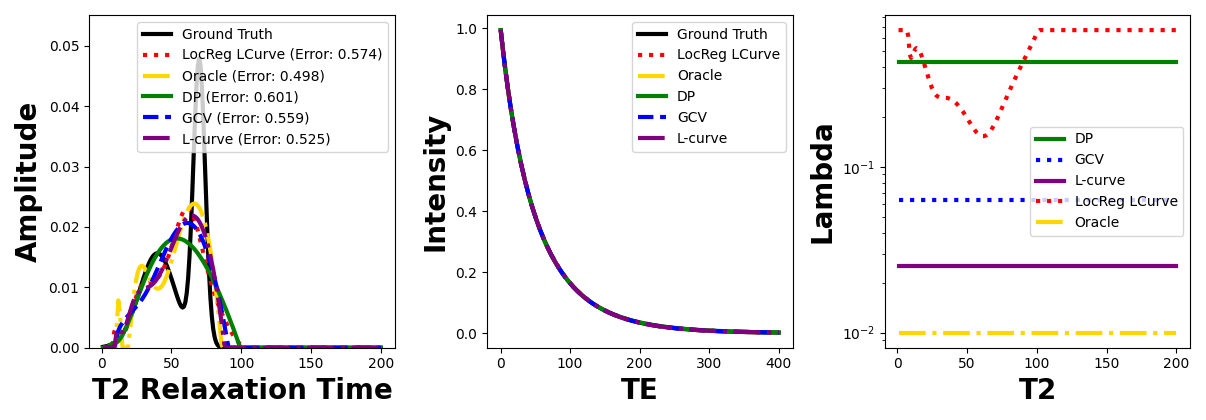 Amplitude
0.05
0.04
0.03
0.02
0.01
0.00
0 50 100 150 200
T2 Relaxation Time
Ground Truth
LocReg LCurve (Error: 0.574)
Oracle (Error: 0.498)
DP (Error: 0.601)
GCV (Error: 0.559)
L-curve (Error: 0.525)
Intensity
1.0
0.8
0.6
0.4
0.2
0.0
0 100 200 300 400
TE
Ground Truth
LocReg LCurve
Oracle
DP
GCV
L-curve
Lambda
10⁻¹
10⁻²
0 50 100 150 200
T2
DP
GCV
L-curve
LocReg LCurve
Oracle